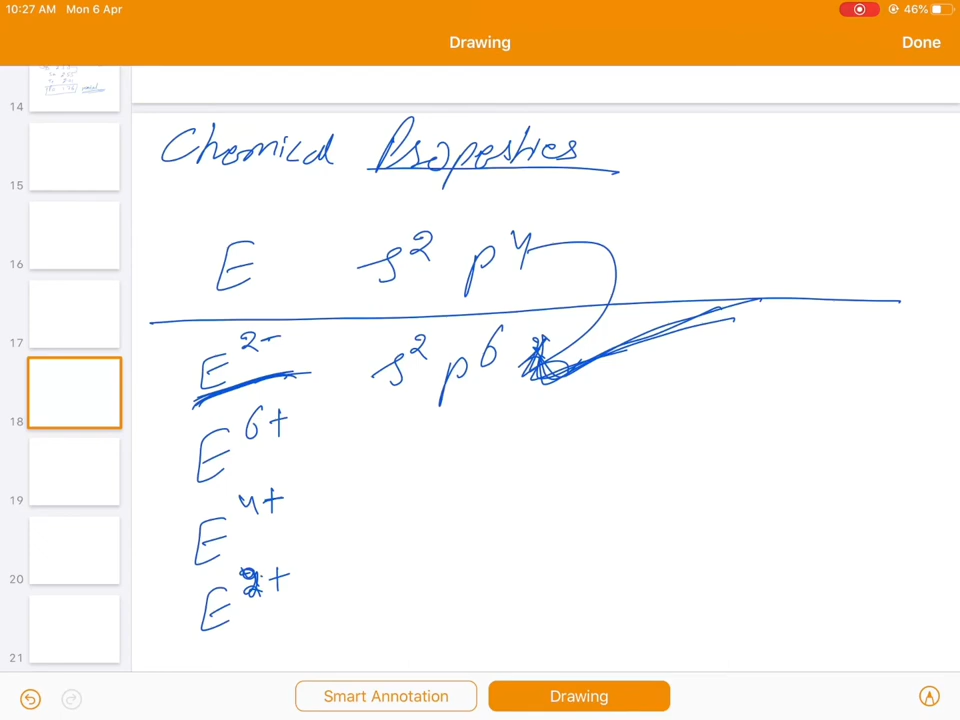 10:27 AM Mon 6 Apr 46%
Drawing Done
14
15
16
17
18
19
20
21
Chemical Properties
E s² p⁴
E²⁻ s² p⁶
E⁶⁺
E⁴⁺
E²⁺
Smart Annotation Drawing